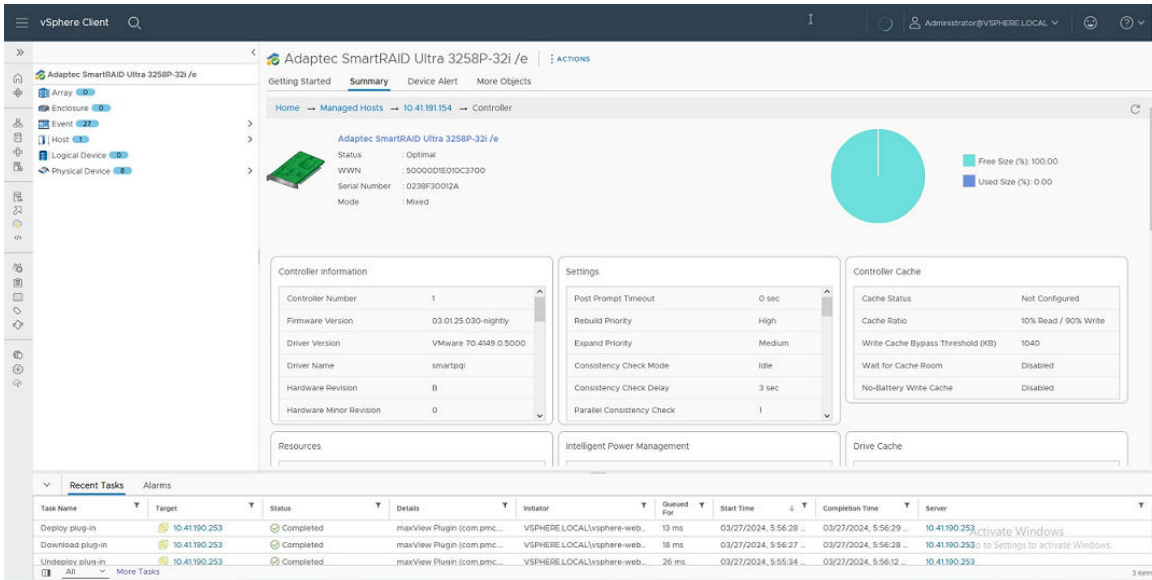 vSphere Client
Administrator@VSPHERE.LOCAL
Adaptec SmartRAID Ultra 3258P-32i /e
Array 0
Enclosure 0
Event 27
Host 1
Logical Device 0
Physical Device 8
Adaptec SmartRAID Ultra 3258P-32i /e
ACTIONS
Getting Started Summary Device Alert More Objects
Home → Managed Hosts → 10.41.191.154 → Controller
Adaptec SmartRAID Ultra 3258P-32i /e
Status : Optimal
WWN : 50000D1E010C3700
Serial Number : 0238F30012A
Mode : Mixed
Free Size (%): 100.00
Used Size (%): 0.00
Controller Information
Controller Number 1
Firmware Version 03.01.25.030-nightly
Driver Version VMware 70.4149.0.5000
Driver Name smartpqi
Hardware Revision B
Hardware Minor Revision 0
Settings
Post Prompt Timeout 0 sec
Rebuild Priority High
Expand Priority Medium
Consistency Check Mode Idle
Consistency Check Delay 3 sec
Parallel Consistency Check 1
Controller Cache
Cache Status Not Configured
Cache Ratio 10% Read / 90% Write
Write Cache Bypass Threshold (KB) 1040
Wait for Cache Room Disabled
No-Battery Write Cache Disabled
Resources
Intelligent Power Management
Drive Cache
Recent Tasks Alarms
Task Name Target Status Details Initiator Queued For Start Time Completion Time Server
Deploy plug-in 10.41.190.253 Completed maxView Plugin (com.pmc... VSPHERE.LOCAL\vsphere-web... 13 ms 03/27/2024, 5:56:28 ... 03/27/2024, 5:56:29 ... 10.41.190.253
Download plug-in 10.41.190.253 Completed maxView Plugin (com.pmc... VSPHERE.LOCAL\vsphere-web... 18 ms 03/27/2024, 5:56:27 ... 03/27/2024, 5:56:28 ... 10.41.190.253
Undeploy plug-in 10.41.190.253 Completed maxView Plugin (com.pmc... VSPHERE.LOCAL\vsphere-web... 26 ms 03/27/2024, 5:55:34 ... 03/27/2024, 5:56:12 ... 10.41.190.253
Activate Windows
Go to Settings to activate Windows.
All More Tasks
3 item